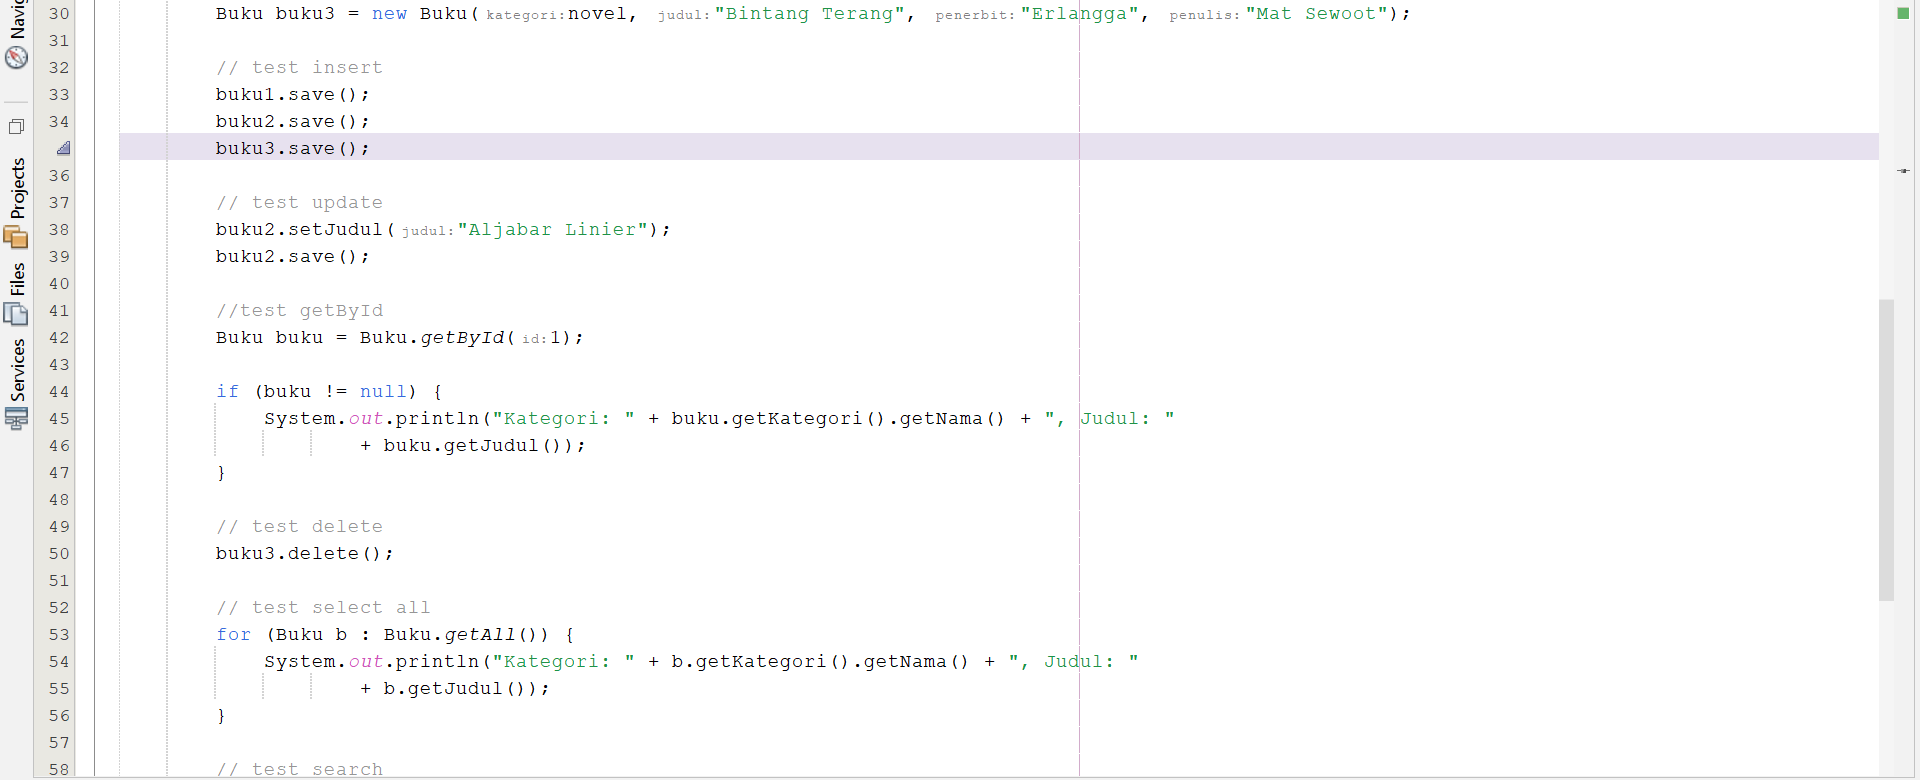 Navig
Projects
Files
Services
30 Buku buku3 = new Buku( kategori: novel, judul: "Bintang Terang", penerbit: "Erlangga", penulis: "Mat Sewoot");
31
32 // test insert
33 buku1.save();
34 buku2.save();
buku3.save();
36
37 // test update
38 buku2.setJudul( judul: "Aljabar Linier");
39 buku2.save();
40
41 //test getById
42 Buku buku = Buku.getById( id: 1);
43
44 if (buku != null) {
45 System.out.println("Kategori: " + buku.getKategori().getNama() + ", Judul: "
46 + buku.getJudul());
47 }
48
49 // test delete
50 buku3.delete();
51
52 // test select all
53 for (Buku b : Buku.getAll()) {
54 System.out.println("Kategori: " + b.getKategori().getNama() + ", Judul: "
55 + b.getJudul());
56 }
57
58 // test search